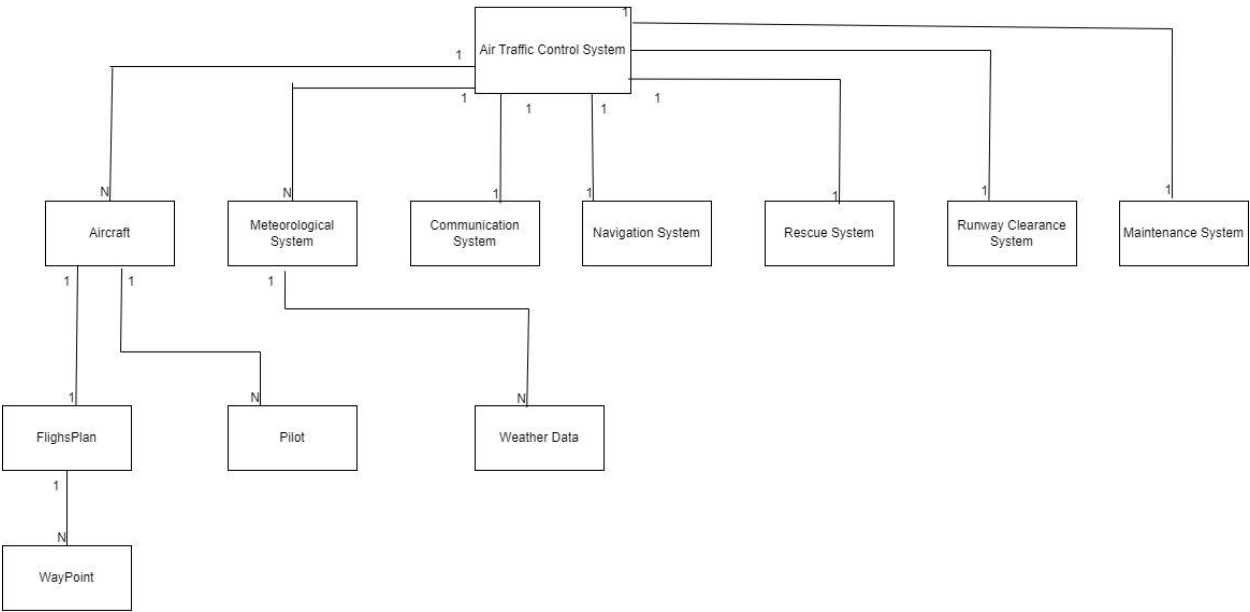 1
Air Traffic Control System
1
1
1
1
1
N
N
1
1
1
1
1
Aircraft
Meteorological
System
Communication
System
Navigation System
Rescue System
Runway Clearance
System
Maintenance System
1
1
1
1
N
N
FlighsPlan
Pilot
Weather Data
1
N
WayPoint